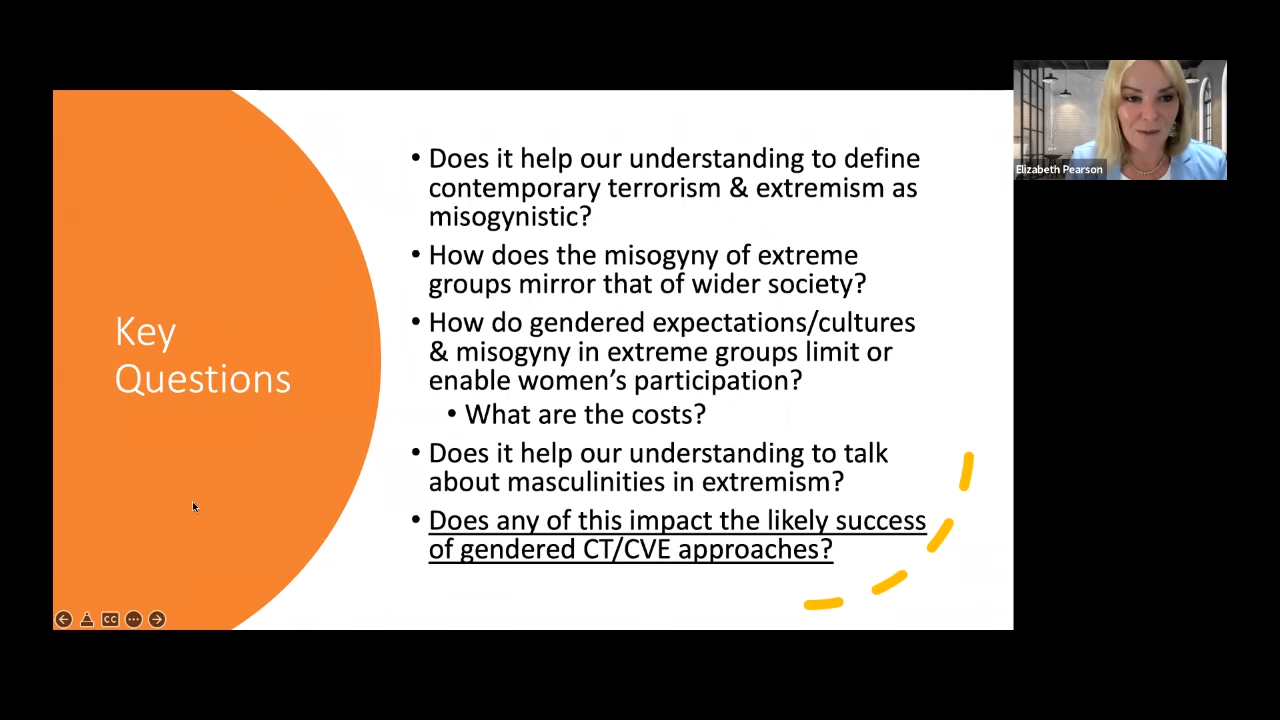 Key
Questions
• Does it help our understanding to define
contemporary terrorism & extremism as
misogynistic?
• How does the misogyny of extreme
groups mirror that of wider society?
• How do gendered expectations/cultures
& misogyny in extreme groups limit or
enable women’s participation?
• What are the costs?
• Does it help our understanding to talk
about masculinities in extremism?
• Does any of this impact the likely success
of gendered CT/CVE approaches?
CC
Elizabeth Pearson